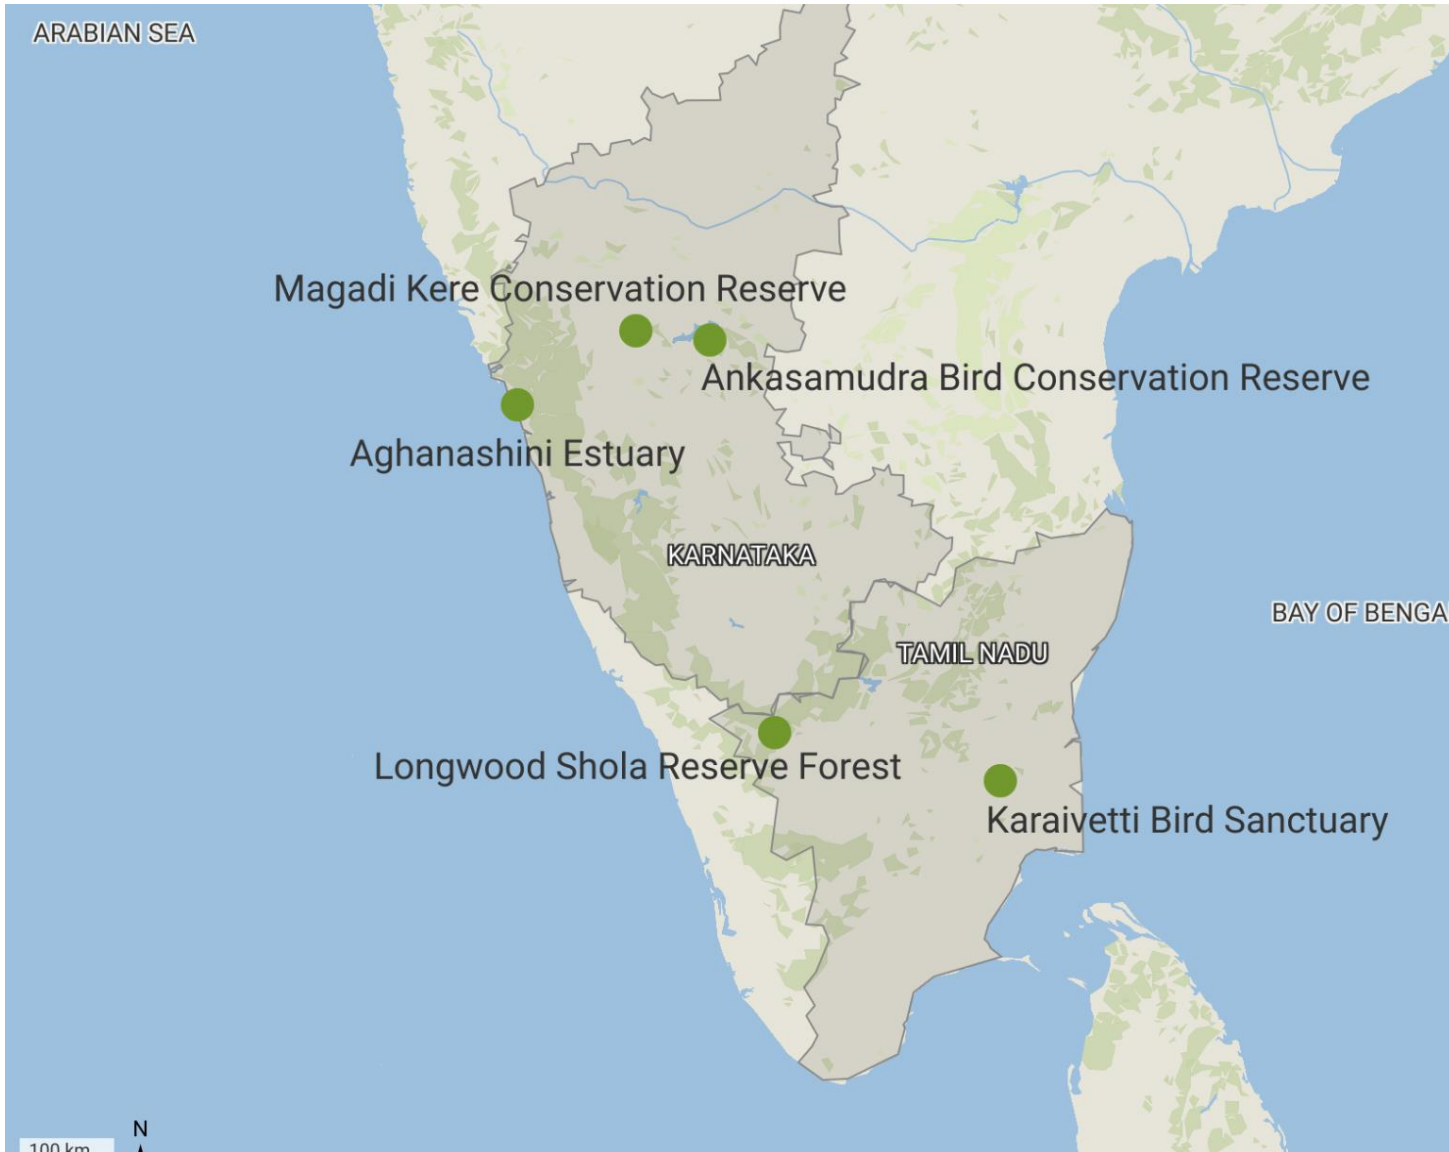 ARABIAN SEA
Magadi Kere Conservation Reserve
Ankasamudra Bird Conservation Reserve
Aghanashini Estuary
KARNATAKA
BAY OF BENGA
TAMIL NADU
Longwood Shola Reserve Forest
Karaivetti Bird Sanctuary
N
100 km